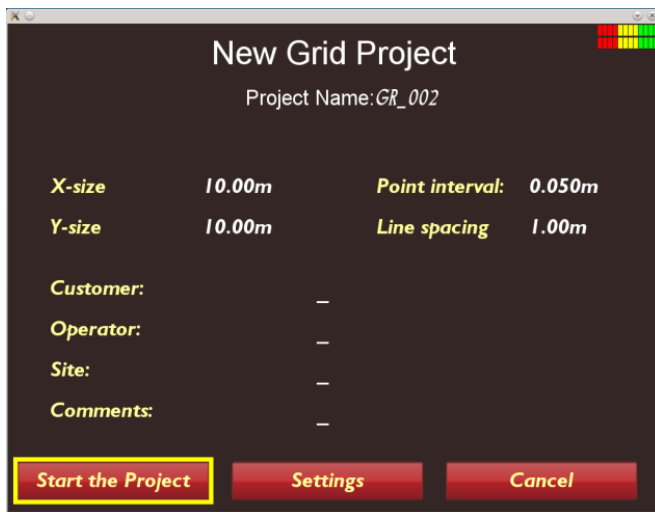 New Grid Project
Project Name:GR_002
X-size 10.00m Point interval: 0.050m
Y-size 10.00m Line spacing 1.00m
Customer: _
Operator: _
Site: _
Comments: _
Start the Project Settings Cancel